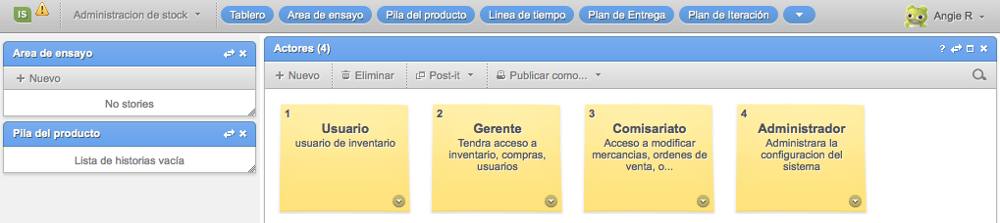 IS Administracion de stock Tablero Area de ensayo Pila del producto Linea de tiempo Plan de Entrega Plan de Iteración Angie R
Area de ensayo
Nuevo
No stories
Pila del producto
Lista de historias vacía
Actores (4) ?
Nuevo Eliminar Post-it Publicar como...
1
Usuario
usuario de inventario
2
Gerente
Tendra acceso a
inventario, compras,
usuarios
3
Comisariato
Acceso a modificar
mercancias, ordenes de
venta, o...
4
Administrador
Administrara la
configuracion del
sistema